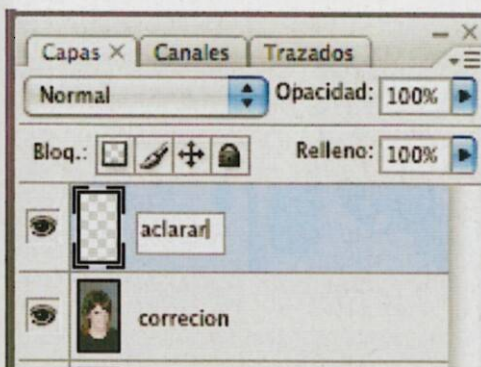 Capas Canales Trazados
Normal Opacidad: 100%
Bloq.: Relleno: 100%
aclarar
correcion